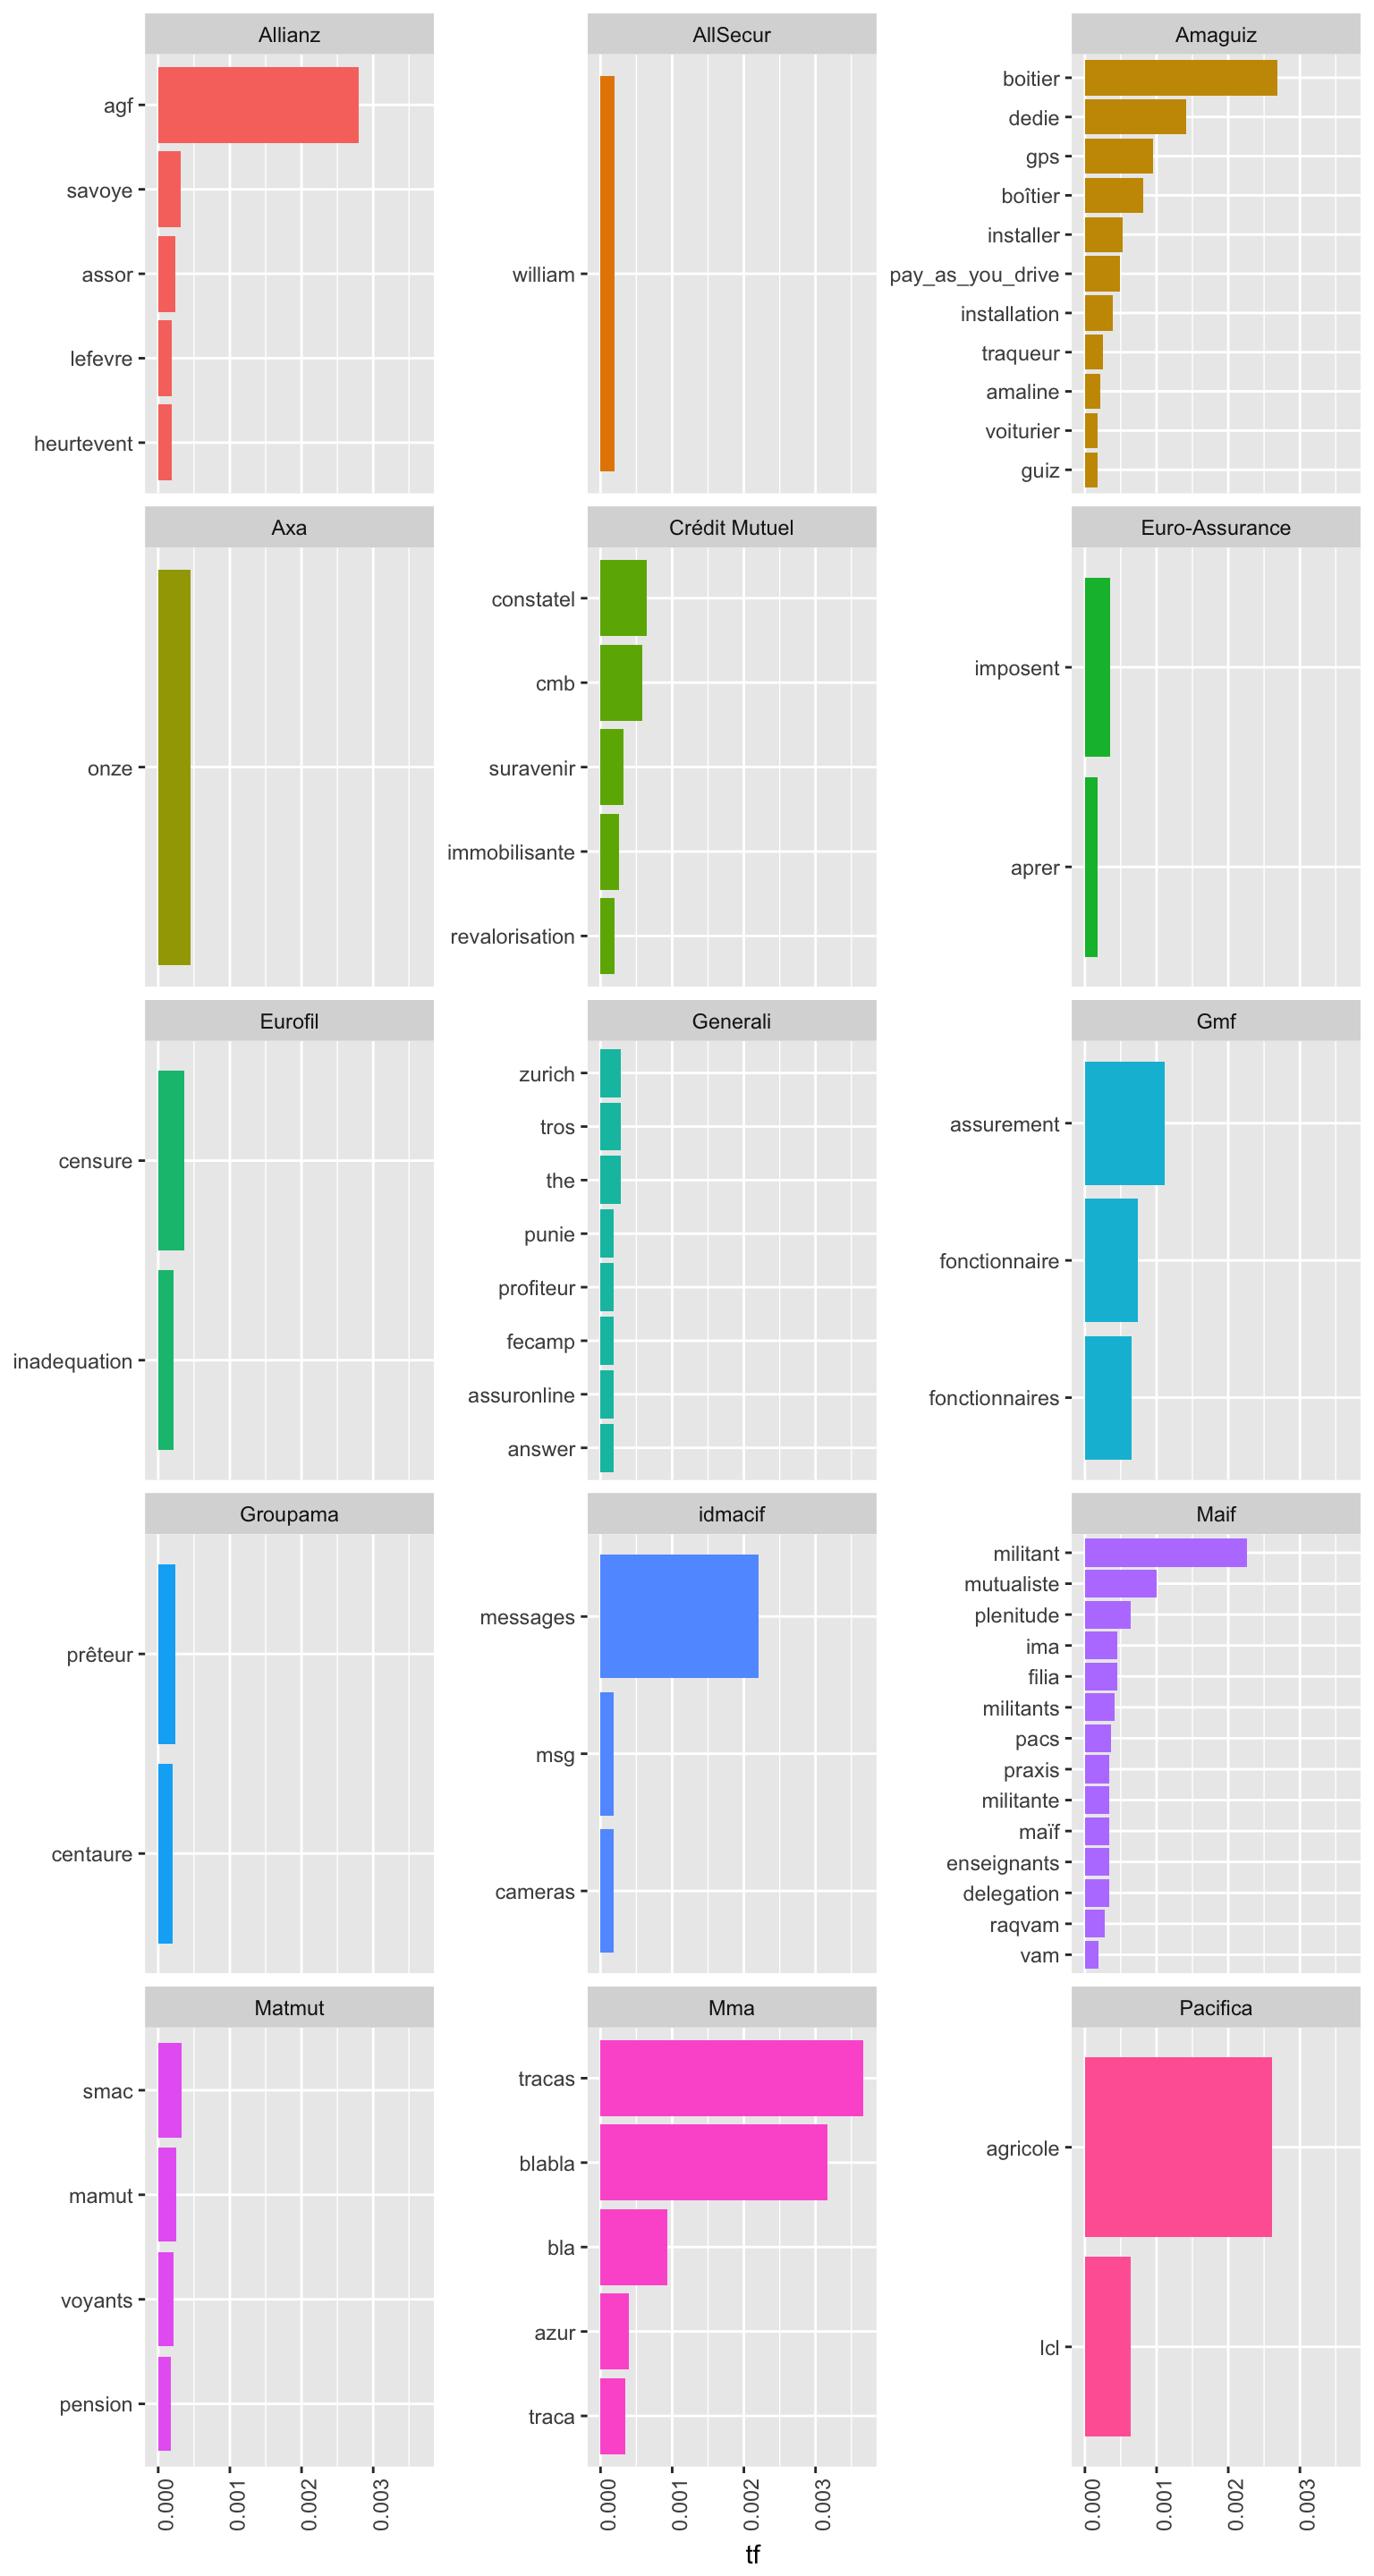 Allianz
agf
savoye
assor
lefevre
heurtevent
AllSecur
william
Amaguiz
boitier
dedie
gps
boîtier
installer
pay_as_you_drive
installation
traqueur
amaline
voiturier
guiz
Axa
onze
Crédit Mutuel
constatel
cmb
suravenir
immobilisante
revalorisation
Euro-Assurance
imposent
aprer
Eurofil
censure
inadequation
Generali
zurich
tros
the
punie
profiteur
fecamp
assuronline
answer
Gmf
assurement
fonctionnaire
fonctionnaires
Groupama
prêteur
centaure
idmacif
messages
msg
cameras
Maif
militant
mutualiste
plenitude
ima
filia
militants
pacs
praxis
militante
maïf
enseignants
delegation
raqvam
vam
Matmut
smac
mamut
voyants
pension
0.000
0.001
0.002
0.003
Mma
tracas
blabla
bla
azur
traca
0.000
0.001
0.002
0.003
Pacifica
agricole
lcl
0.000
0.001
0.002
0.003
tf